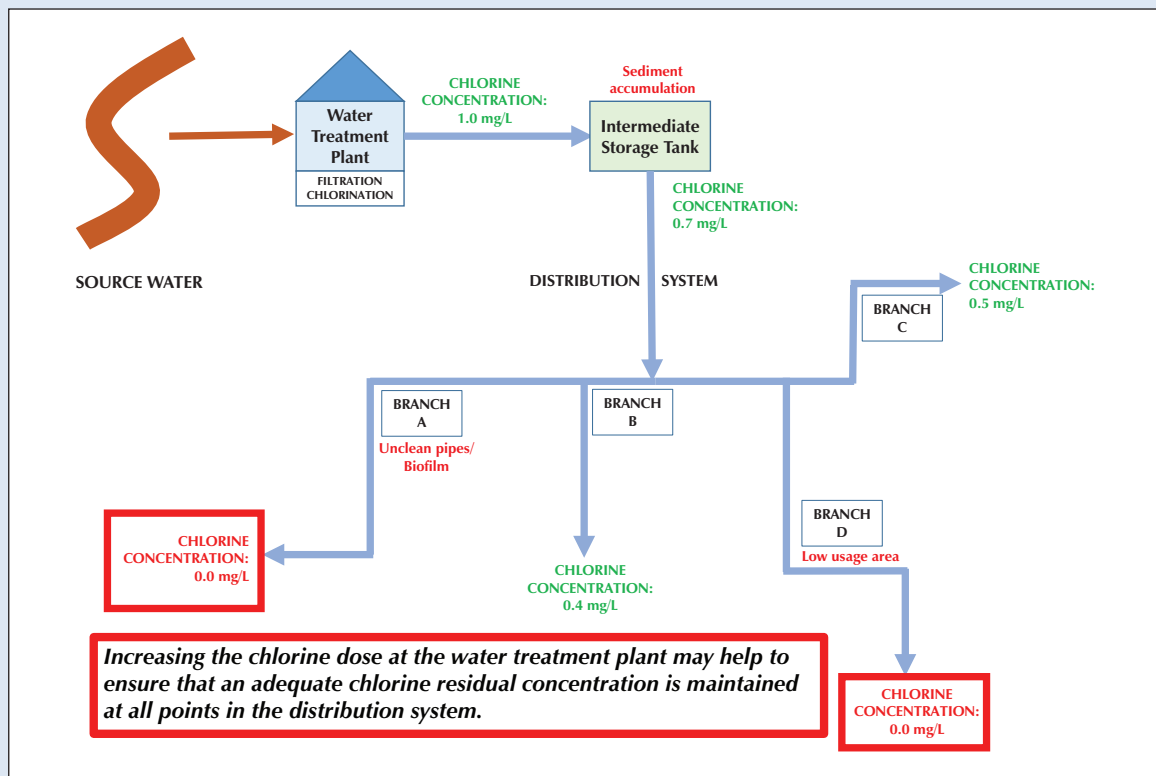 CHLORINE
CONCENTRATION:
1.0 mg/L
Sediment
accumulation
Water
Treatment
Plant
FILTRATION
CHLORINATION
Intermediate
Storage Tank
CHLORINE
CONCENTRATION:
0.7 mg/L
SOURCE WATER
DISTRIBUTION SYSTEM
CHLORINE
CONCENTRATION:
0.5 mg/L
BRANCH
C
BRANCH
A
Unclean pipes/
Biofilm
BRANCH
B
BRANCH
D
Low usage area
CHLORINE
CONCENTRATION:
0.0 mg/L
CHLORINE
CONCENTRATION:
0.4 mg/L
Increasing the chlorine dose at the water treatment plant may help to
ensure that an adequate chlorine residual concentration is maintained
at all points in the distribution system.
CHLORINE
CONCENTRATION:
0.0 mg/L